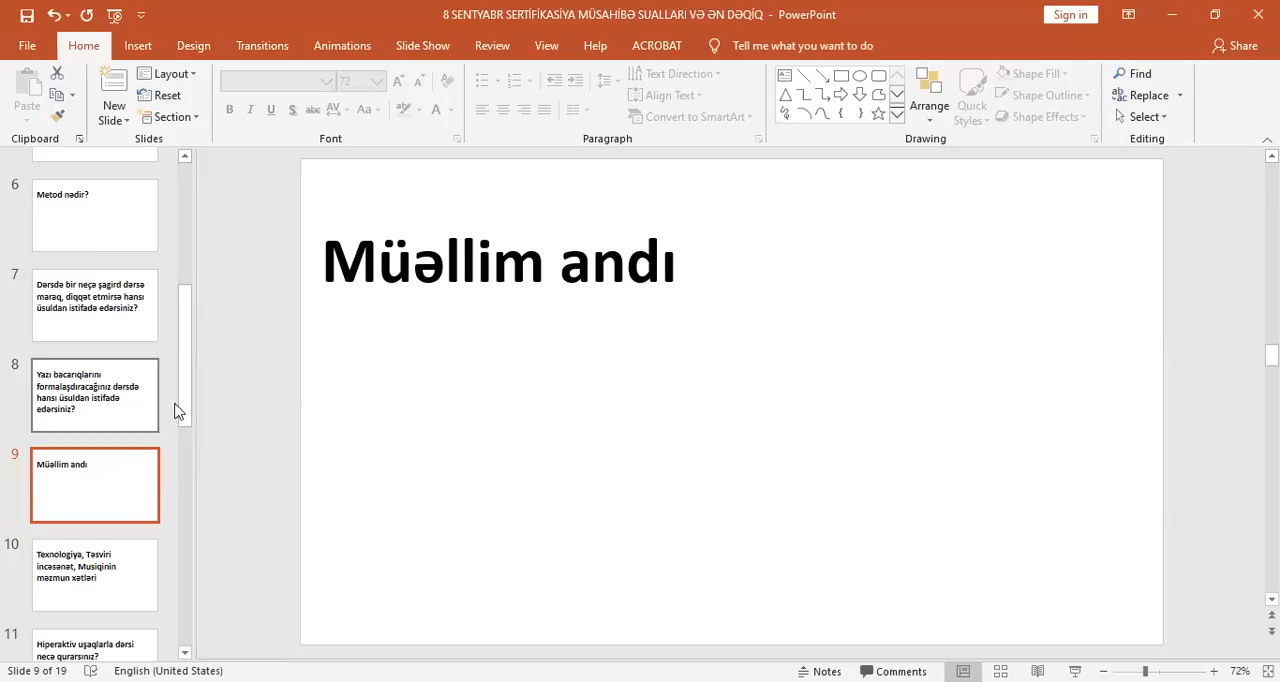 8 SENTYABR SERTİFİKASİYA MÜSAHİBƏ SUALLARI VƏ ƏN DƏQİQ - PowerPoint
Sign in
File Home Insert Design Transitions Animations Slide Show Review View Help ACROBAT Tell me what you want to do Share
Paste
New
Slide
Layout
Reset
Section
72
B I U S abc AV Aa A
Text Direction
Align Text
Convert to SmartArt
Arrange
Quick
Styles
Shape Fill
Shape Outline
Shape Effects
Find
Replace
Select
Clipboard Slides Font Paragraph Drawing Editing
6
Metod nədir?
7
Dərsdə bir neçə şagird dərsə
maraq, diqqət etmirsə hansı
üsuldan istifadə edərsiniz?
8
Yazı bacarıqlarını
formalaşdıracağınız dərsdə
hansı üsuldan istifadə
edərsiniz?
9
Müəllim andı
10
Texnologiya, Təsviri
incəsənət, Musiqinin
məzmun xətləri
11
Hiperaktiv uşaqlarla dərsi
necə qurarsınız?
Müəllim andı
Slide 9 of 19 English (United States) Notes Comments 72%